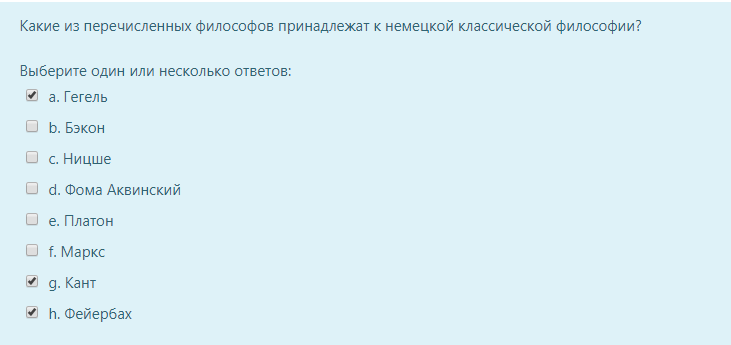 Какие из перечисленных философов принадлежат к немецкой классической философии?
Выберите один или несколько ответов:
a. Гегель
b. Бэкон
c. Ницше
d. Фома Аквинский
e. Платон
f. Маркс
g. Кант
h. Фейербах